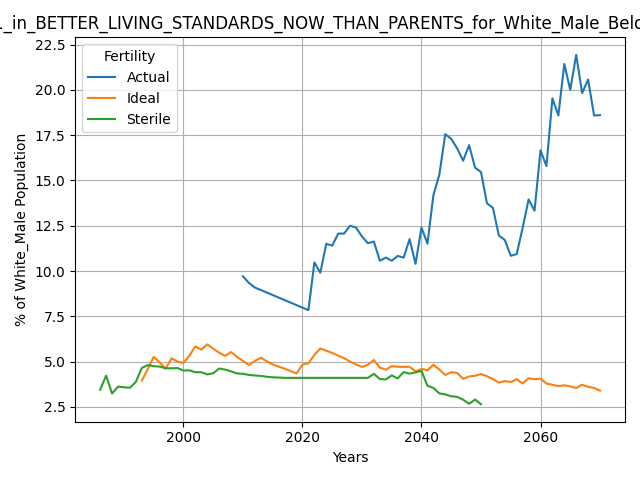 _in_BETTER_LIVING_STANDARDS_NOW_THAN_PARENTS_for_White_Male_Belo
Fertility
Actual
Ideal
Sterile
% of White_Male Population
22.5
20.0
17.5
15.0
12.5
10.0
7.5
5.0
2.5
2000
2020
2040
2060
Years